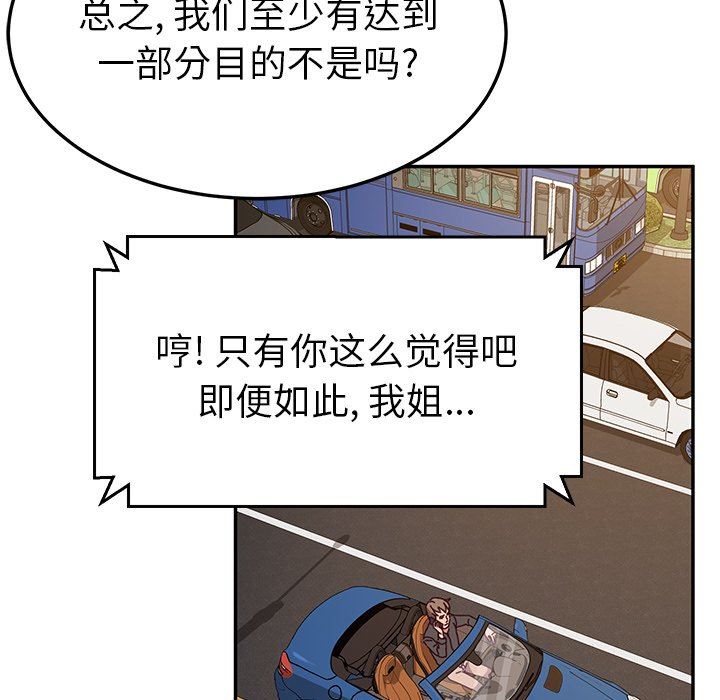 总之, 我们至少有达到
一部分目的不是吗?
哼! 只有你这么觉得吧
即便如此, 我姐...